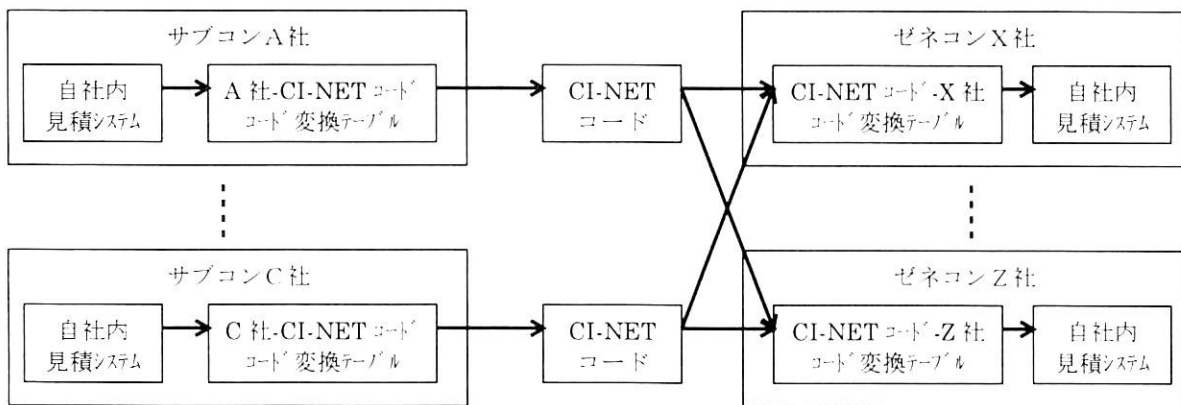 サブコンA社
自社内
見積システム
A社-CI-NETコード
コード変換テーブル
CI-NET
コード
ゼネコンX社
CI-NETコード-X社
コード変換テーブル
自社内
見積システム
サブコンC社
自社内
見積システム
C社-CI-NETコード
コード変換テーブル
CI-NET
コード
ゼネコンZ社
CI-NETコード-Z社
コード変換テーブル
自社内
見積システム